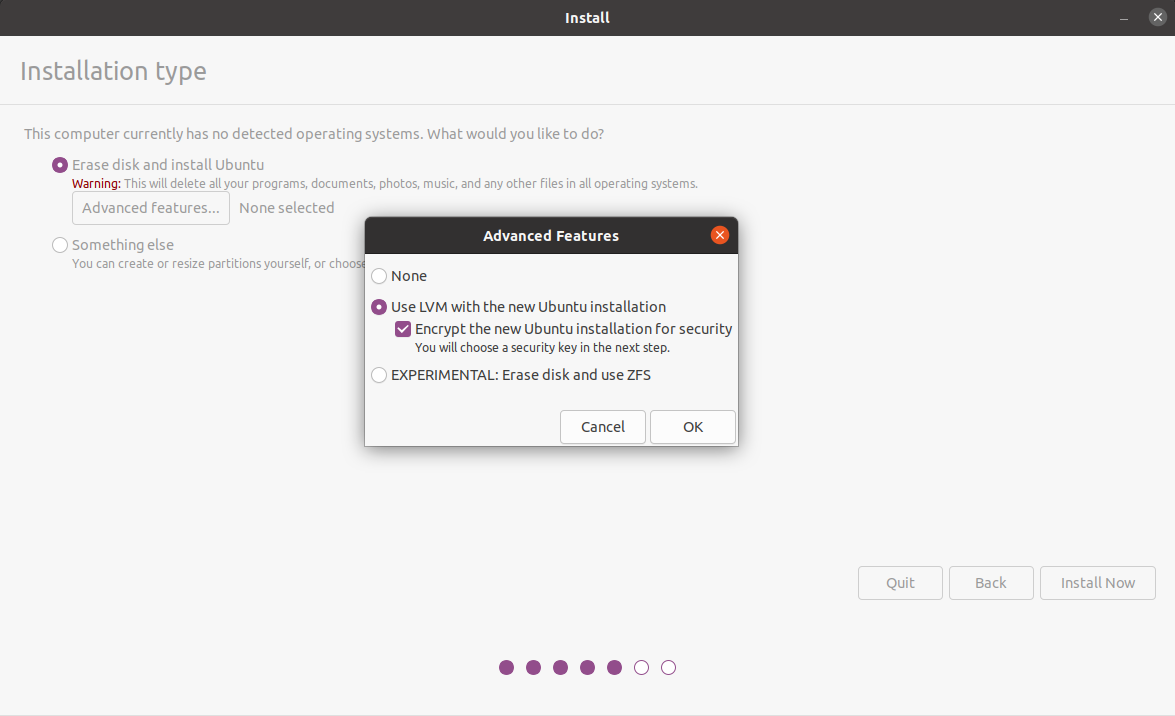 Install
Installation type
This computer currently has no detected operating systems. What would you like to do?
Erase disk and install Ubuntu
Warning: This will delete all your programs, documents, photos, music, and any other files in all operating systems.
Advanced features... None selected
Something else
You can create or resize partitions yourself, or choose
Advanced Features
None
Use LVM with the new Ubuntu installation
Encrypt the new Ubuntu installation for security
You will choose a security key in the next step.
EXPERIMENTAL: Erase disk and use ZFS
Cancel OK
Quit Back Install Now